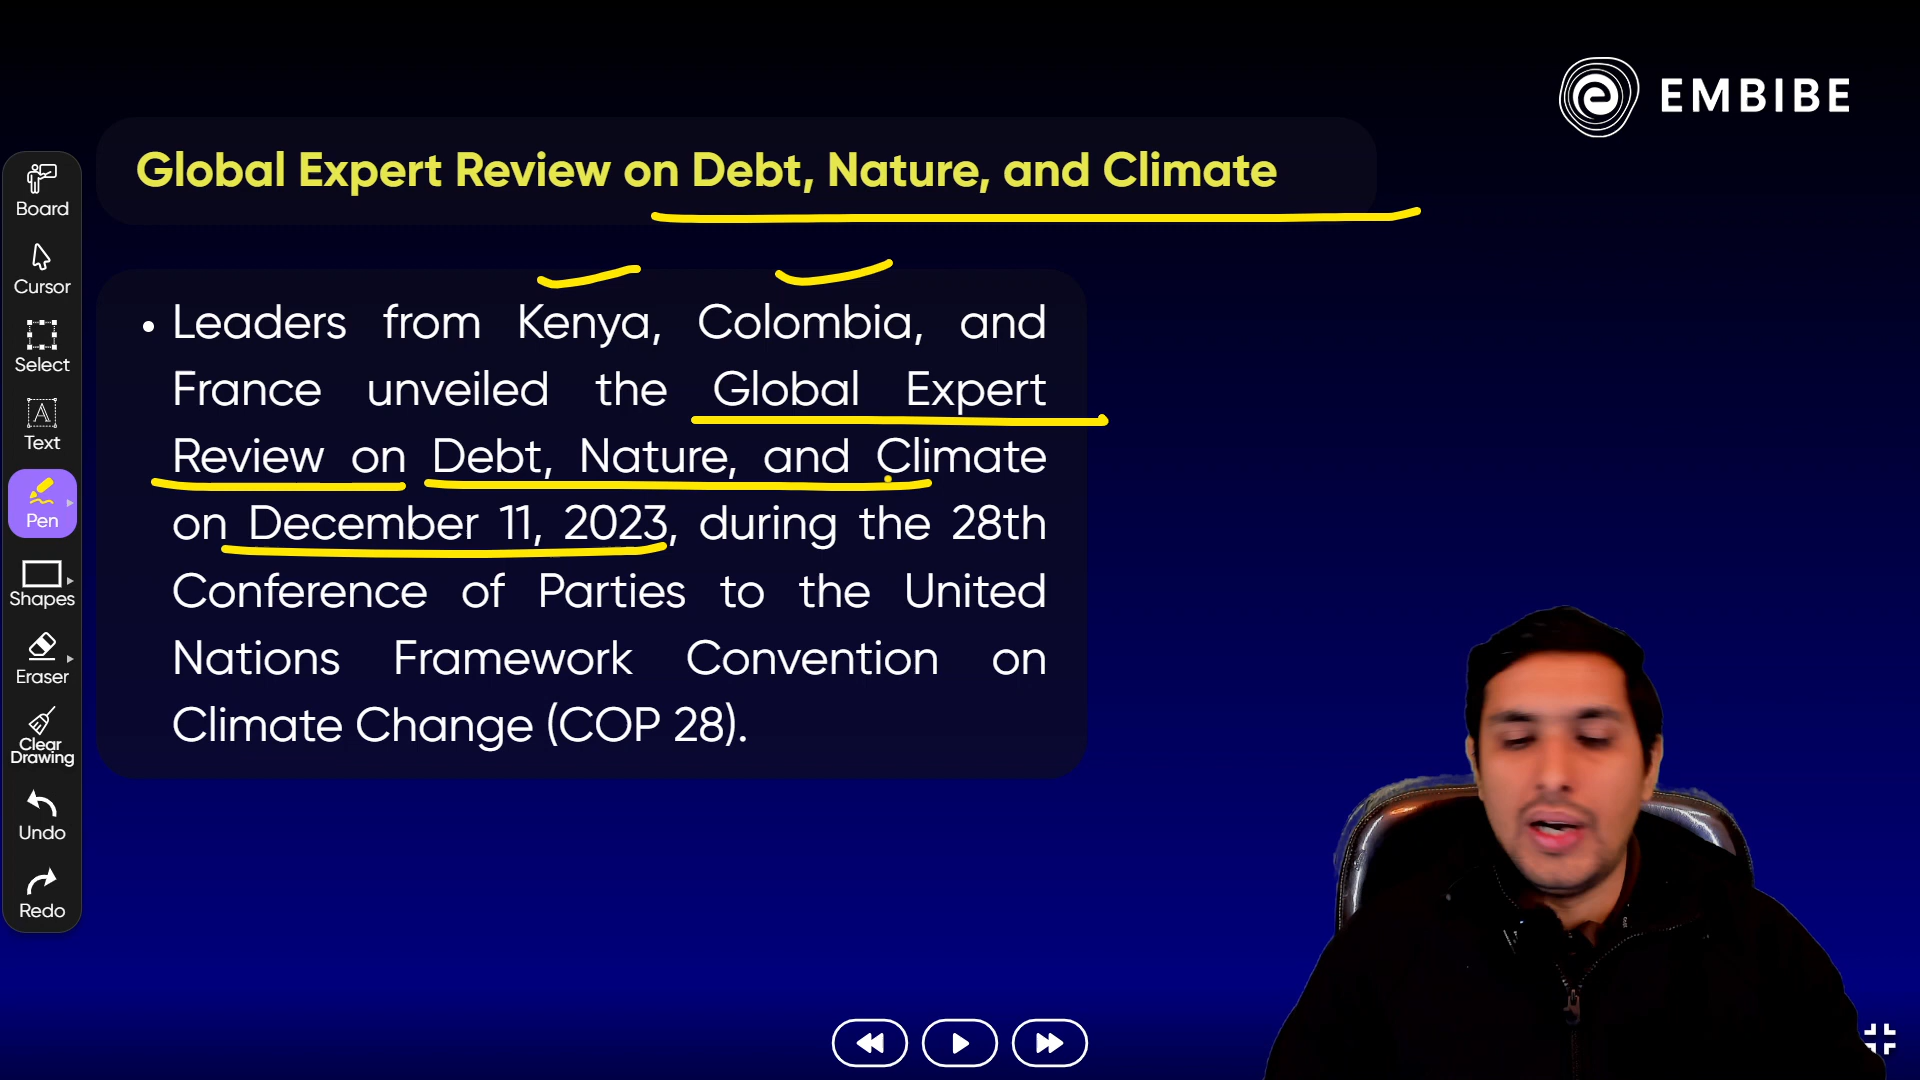 EMBIBE
Global Expert Review on Debt, Nature, and Climate
Board
Cursor
Select
Text
Pen
Shapes
Eraser
Clear
Drawing
Undo
Redo
• Leaders from Kenya, Colombia, and
France unveiled the Global Expert
Review on Debt, Nature, and Climate
on December 11, 2023, during the 28th
Conference of Parties to the United
Nations Framework Convention on
Climate Change (COP 28).